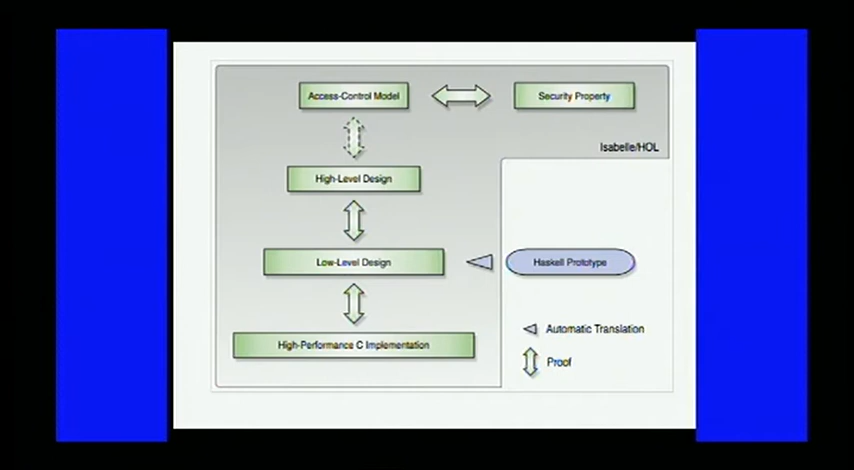 Access-Control Model
Security Property
Isabelle/HOL
High-Level Design
Low-Level Design
Haskell Prototype
Automatic Translation
High-Performance C Implementation
Proof